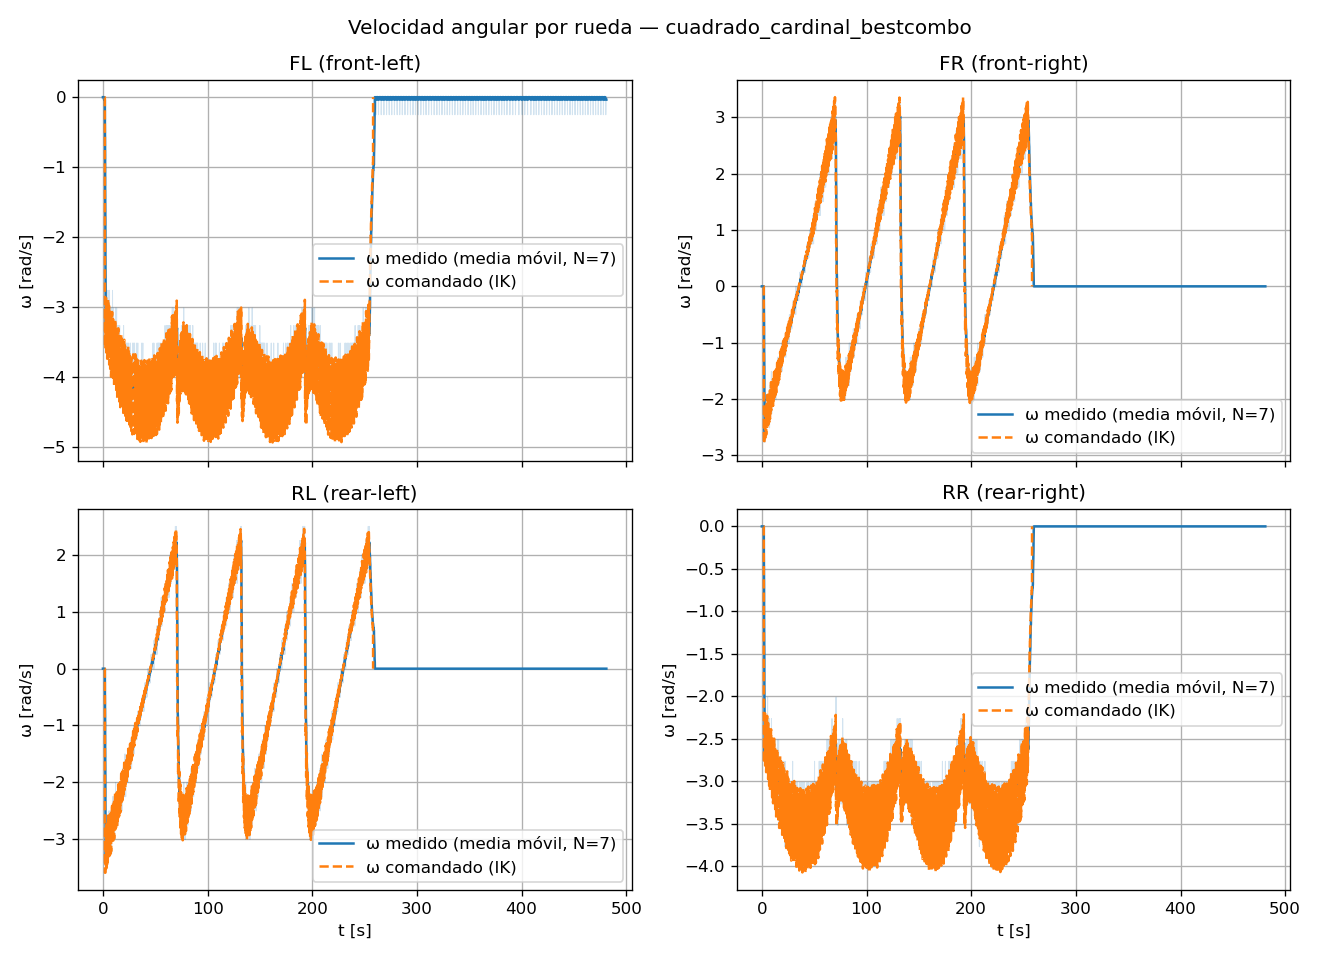 Velocidad angular por rueda — cuadrado_cardinal_bestcombo
FL (front-left)
0
−1
−2
−3
−4
−5
ω [rad/s]
ω medido (media móvil, N=7)
ω comandado (IK)
FR (front-right)
3
2
1
0
−1
−2
−3
ω [rad/s]
ω medido (media móvil, N=7)
ω comandado (IK)
RL (rear-left)
2
1
0
−1
−2
−3
ω [rad/s]
ω medido (media móvil, N=7)
ω comandado (IK)
0 100 200 300 400 500
t [s]
RR (rear-right)
0.0
−0.5
−1.0
−1.5
−2.0
−2.5
−3.0
−3.5
−4.0
ω [rad/s]
ω medido (media móvil, N=7)
ω comandado (IK)
0 100 200 300 400 500
t [s]